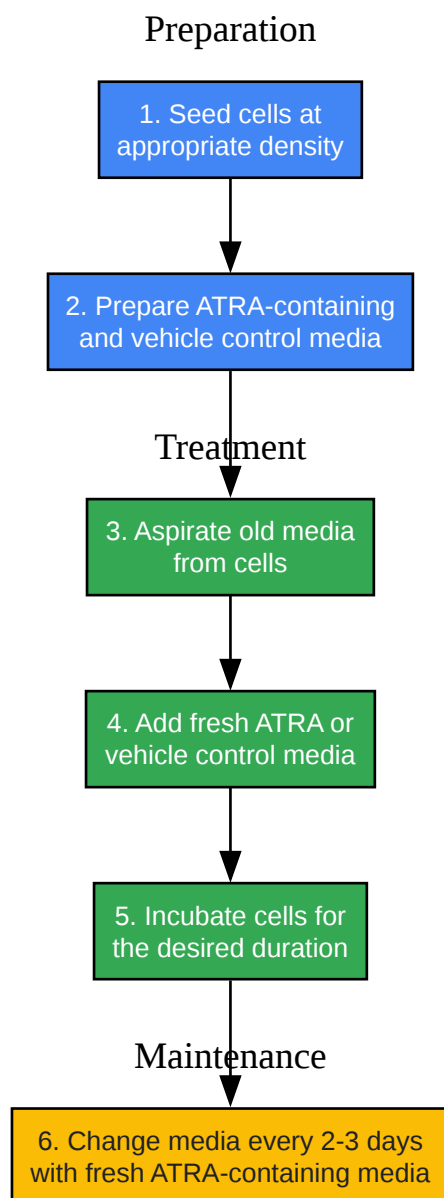 Preparation
1. Seed cells at
appropriate density
2. Prepare ATRA-containing
and vehicle control media
Treatment
3. Aspirate old media
from cells
4. Add fresh ATRA or
vehicle control media
5. Incubate cells for
the desired duration
Maintenance
6. Change media every 2-3 days
with fresh ATRA-containing media